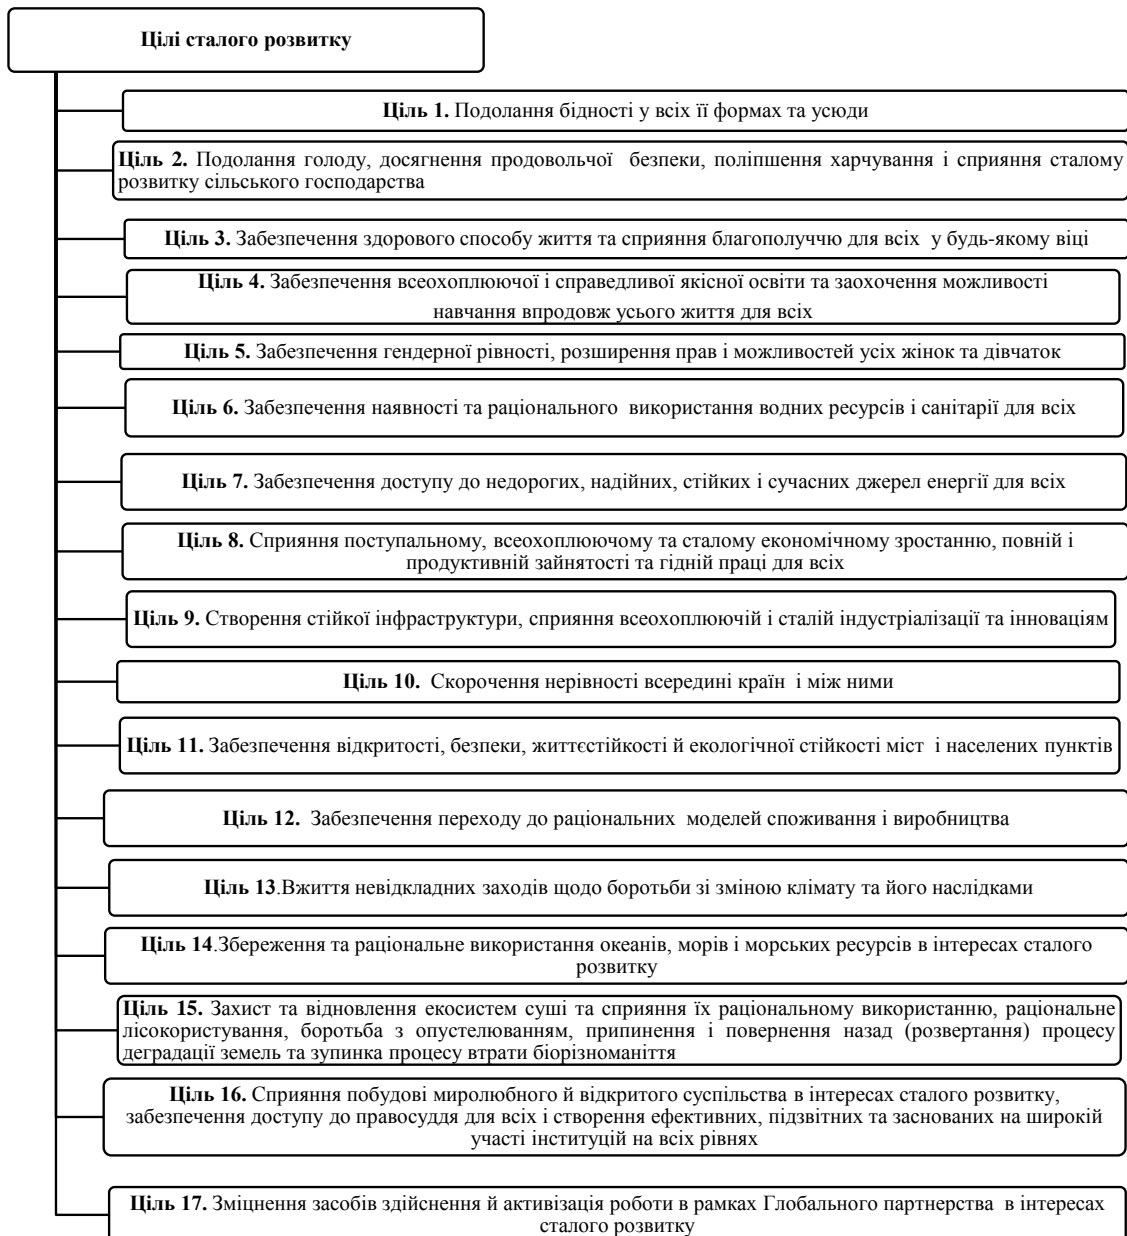 Цілі сталого розвитку
Ціль 1. Подолання бідності у всіх її формах та усюди
Ціль 2. Подолання голоду, досягнення продовольчої безпеки, поліпшення харчування і сприяння сталому
розвитку сільського господарства
Ціль 3. Забезпечення здорового способу життя та сприяння благополуччю для всіх у будь-якому віці
Ціль 4. Забезпечення всеохоплюючої і справедливої якісної освіти та заохочення можливості
навчання впродовж усього життя для всіх
Ціль 5. Забезпечення гендерної рівності, розширення прав і можливостей усіх жінок та дівчаток
Ціль 6. Забезпечення наявності та раціонального використання водних ресурсів і санітарії для всіх
Ціль 7. Забезпечення доступу до недорогих, надійних, стійких і сучасних джерел енергії для всіх
Ціль 8. Сприяння поступальному, всеохоплюючому та сталому економічному зростанню, повній і
продуктивній зайнятості та гідній праці для всіх
Ціль 9. Створення стійкої інфраструктури, сприяння всеохоплюючій і сталій індустріалізації та інноваціям
Ціль 10. Скорочення нерівності всередині країн і між ними
Ціль 11. Забезпечення відкритості, безпеки, життєстійкості й екологічної стійкості міст і населених пунктів
Ціль 12. Забезпечення переходу до раціональних моделей споживання і виробництва
Ціль 13.Вжиття невідкладних заходів щодо боротьби зі зміною клімату та його наслідками
Ціль 14.Збереження та раціональне використання океанів, морів і морських ресурсів в інтересах сталого
розвитку
Ціль 15. Захист та відновлення екосистем суші та сприяння їх раціональному використанню, раціональне
лісокористування, боротьба з опустелюванням, припинення і повернення назад (розвертання) процесу
деградації земель та зупинка процесу втрати біорізноманіття
Ціль 16. Сприяння побудові миролюбного й відкритого суспільства в інтересах сталого розвитку,
забезпечення доступу до правосуддя для всіх і створення ефективних, підзвітних та заснованих на широкій
участі інституцій на всіх рівнях
Ціль 17. Зміцнення засобів здійснення й активізація роботи в рамках Глобального партнерства в інтересах
сталого розвитку